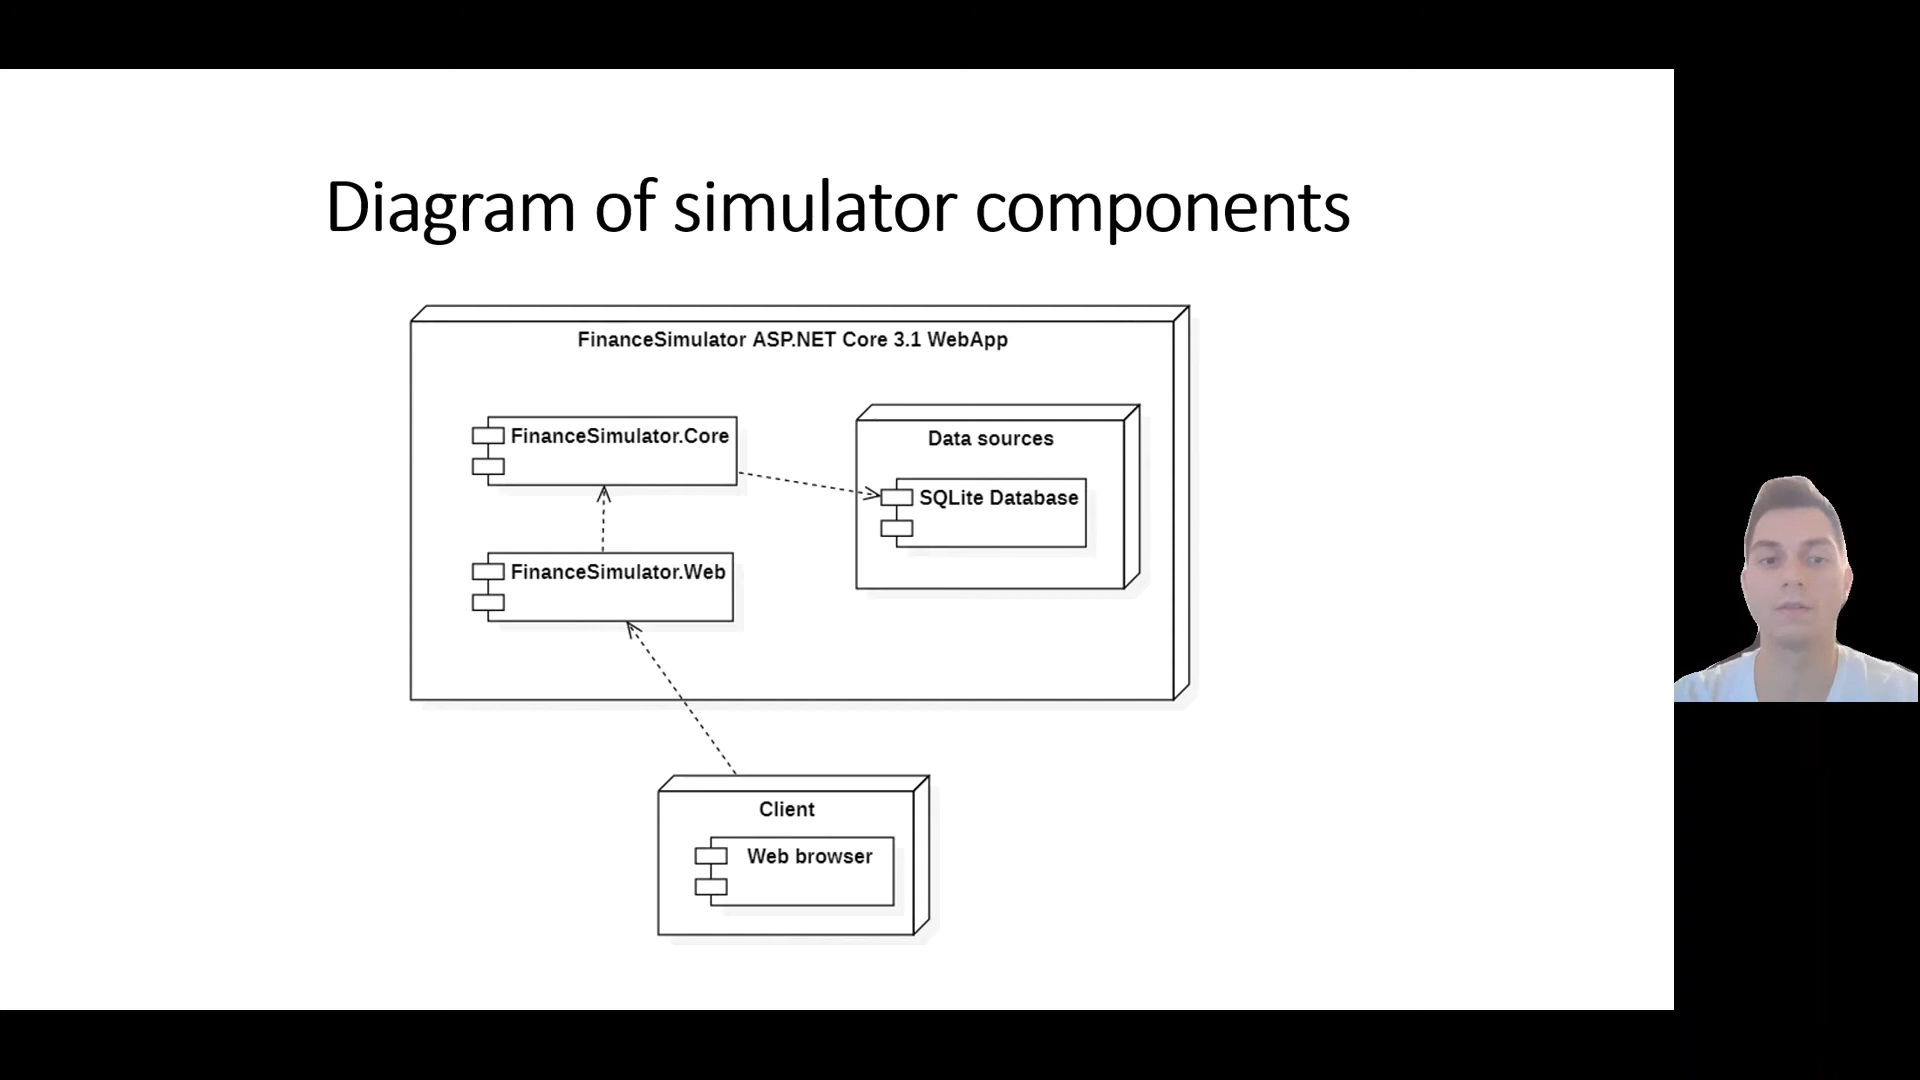 Diagram of simulator components
FinanceSimulator ASP.NET Core 3.1 WebApp
FinanceSimulator.Core
Data sources
SQLite Database
FinanceSimulator.Web
Client
Web browser